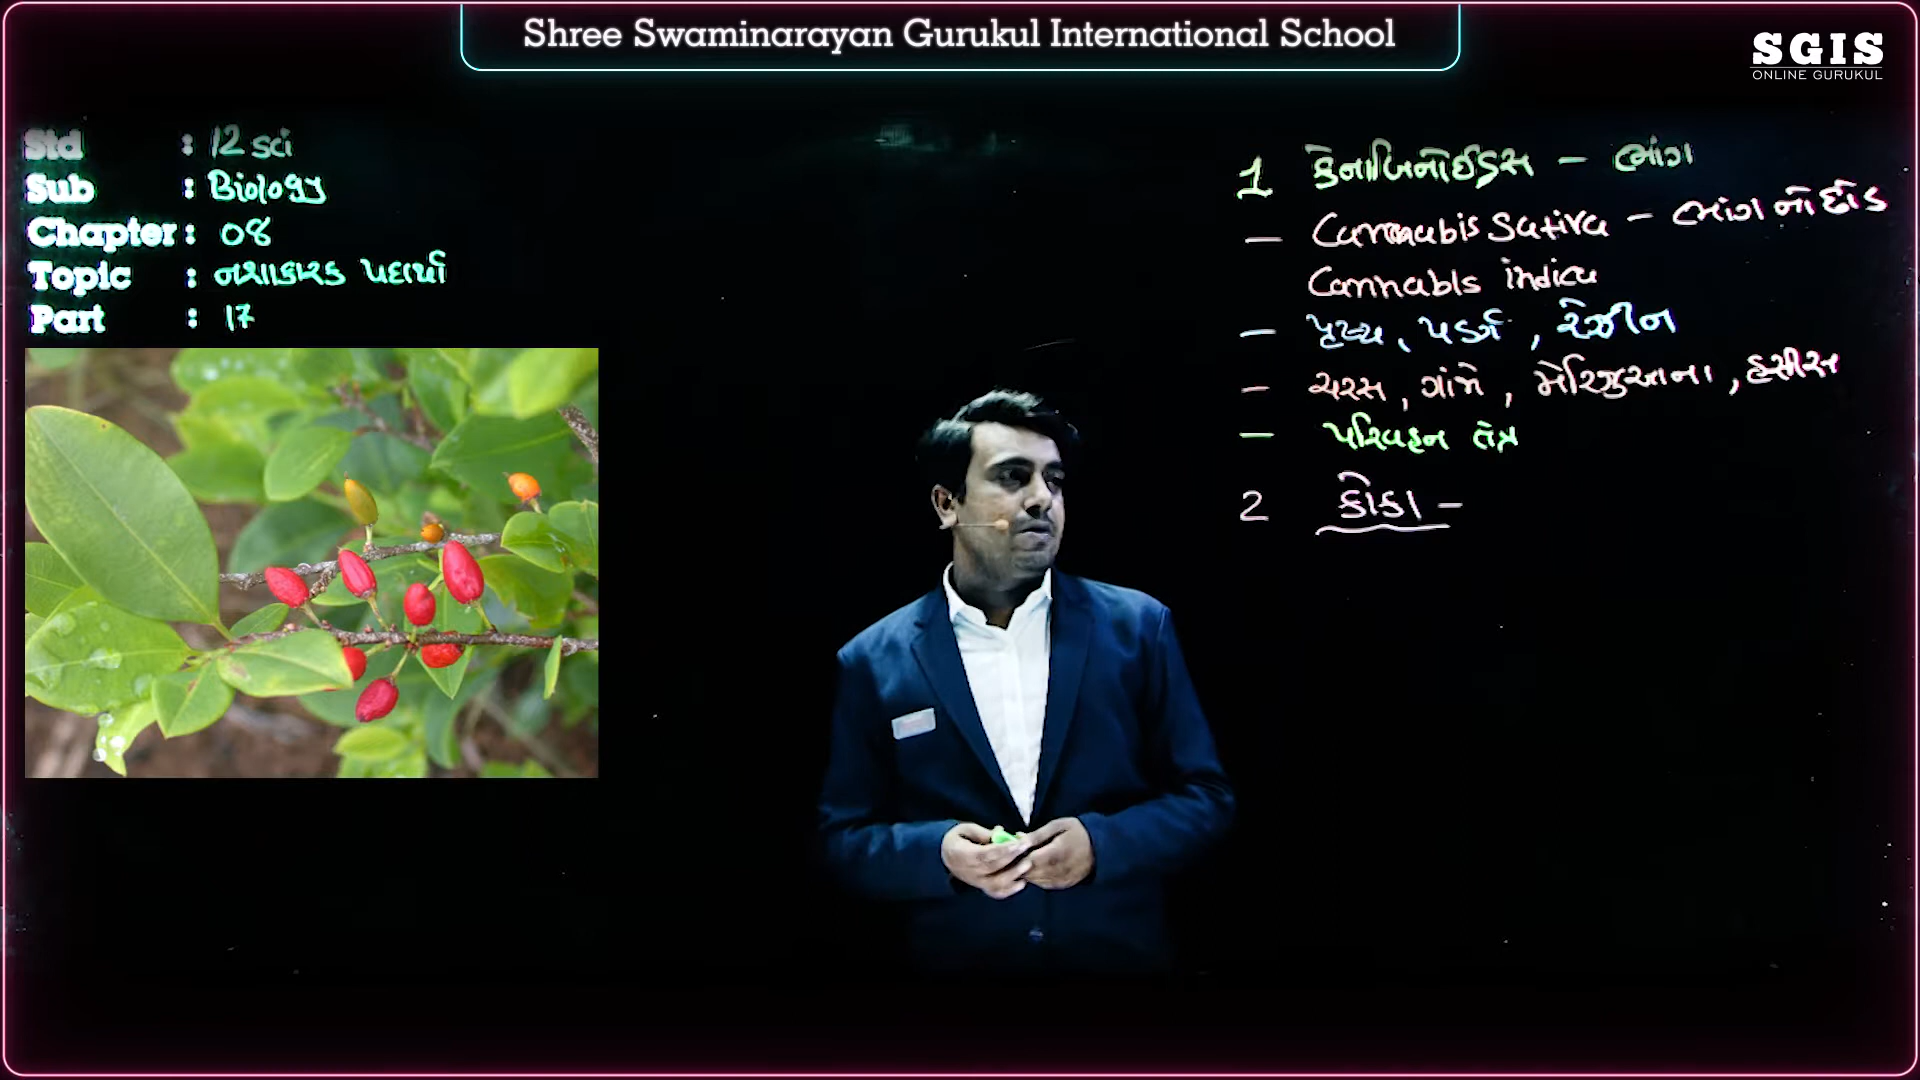 Shree Swaminarayan Gurukul International School
SGIS
ONLINE GURUKUL
Std : 12 sci
Sub : Biology
Chapter : 08
Topic : નશાકારક પદાર્થો
Part : 17
1 કેનાબિનોઈડ્સ - ભાંગ
- Cannabis Sativa - ભાંગ નો છોડ
Cannabis indica
- પુષ્પ, પર્ણ, રેઝીન
- ચરસ, ગાંજો, મેરિજુઆના, હસીસ
- પરિવહન તંત્ર
2 કોકા -